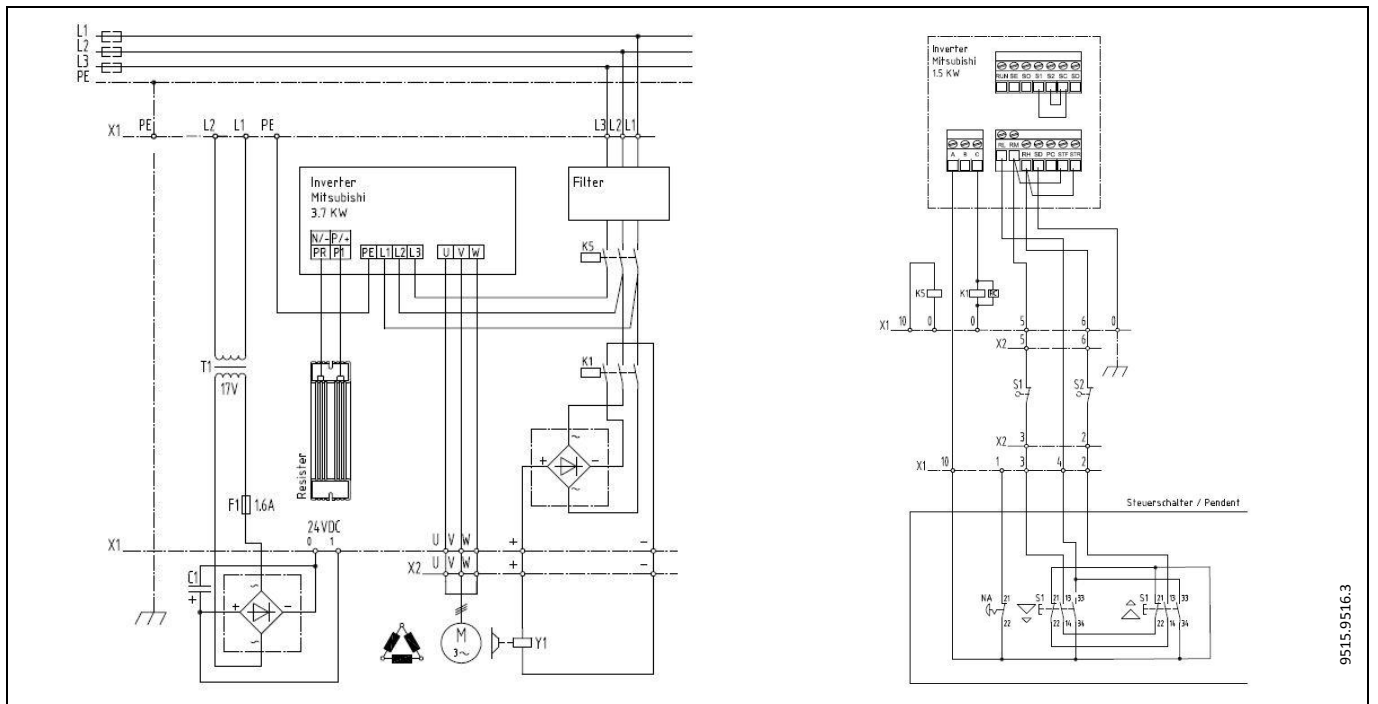 L1
L2
L3
PE
X1 PE L2 L1 PE L3 L2 L1
Inverter
Mitsubishi
3.7 KW
N/- P/+
PR P1 PE L1 L2 L3 U V W
Filter
K5
T1
17V
K1
Resister
F1 1.6A
24VDC
0 1
X1 U V W + -
X2 U V W + -
C1
+ ~ + - ~
~ + - ~
M
3~
Y1
Inverter
Mitsubishi
1.5 KW
RUN SE SO S1 S2 SC SD
A B C
RL RM
RH SD PC STF STR
K5 K1 RC
X1 10 0 0 5 6 0
X2 5 6
S1 S2
X2 3 2
X1 10 1 3 4 2
Steuerschalter / Pendent
NA 21 22
S1 21 13 33
22 14 34
S1 21 13 33
22 14 34
9515.9516.3